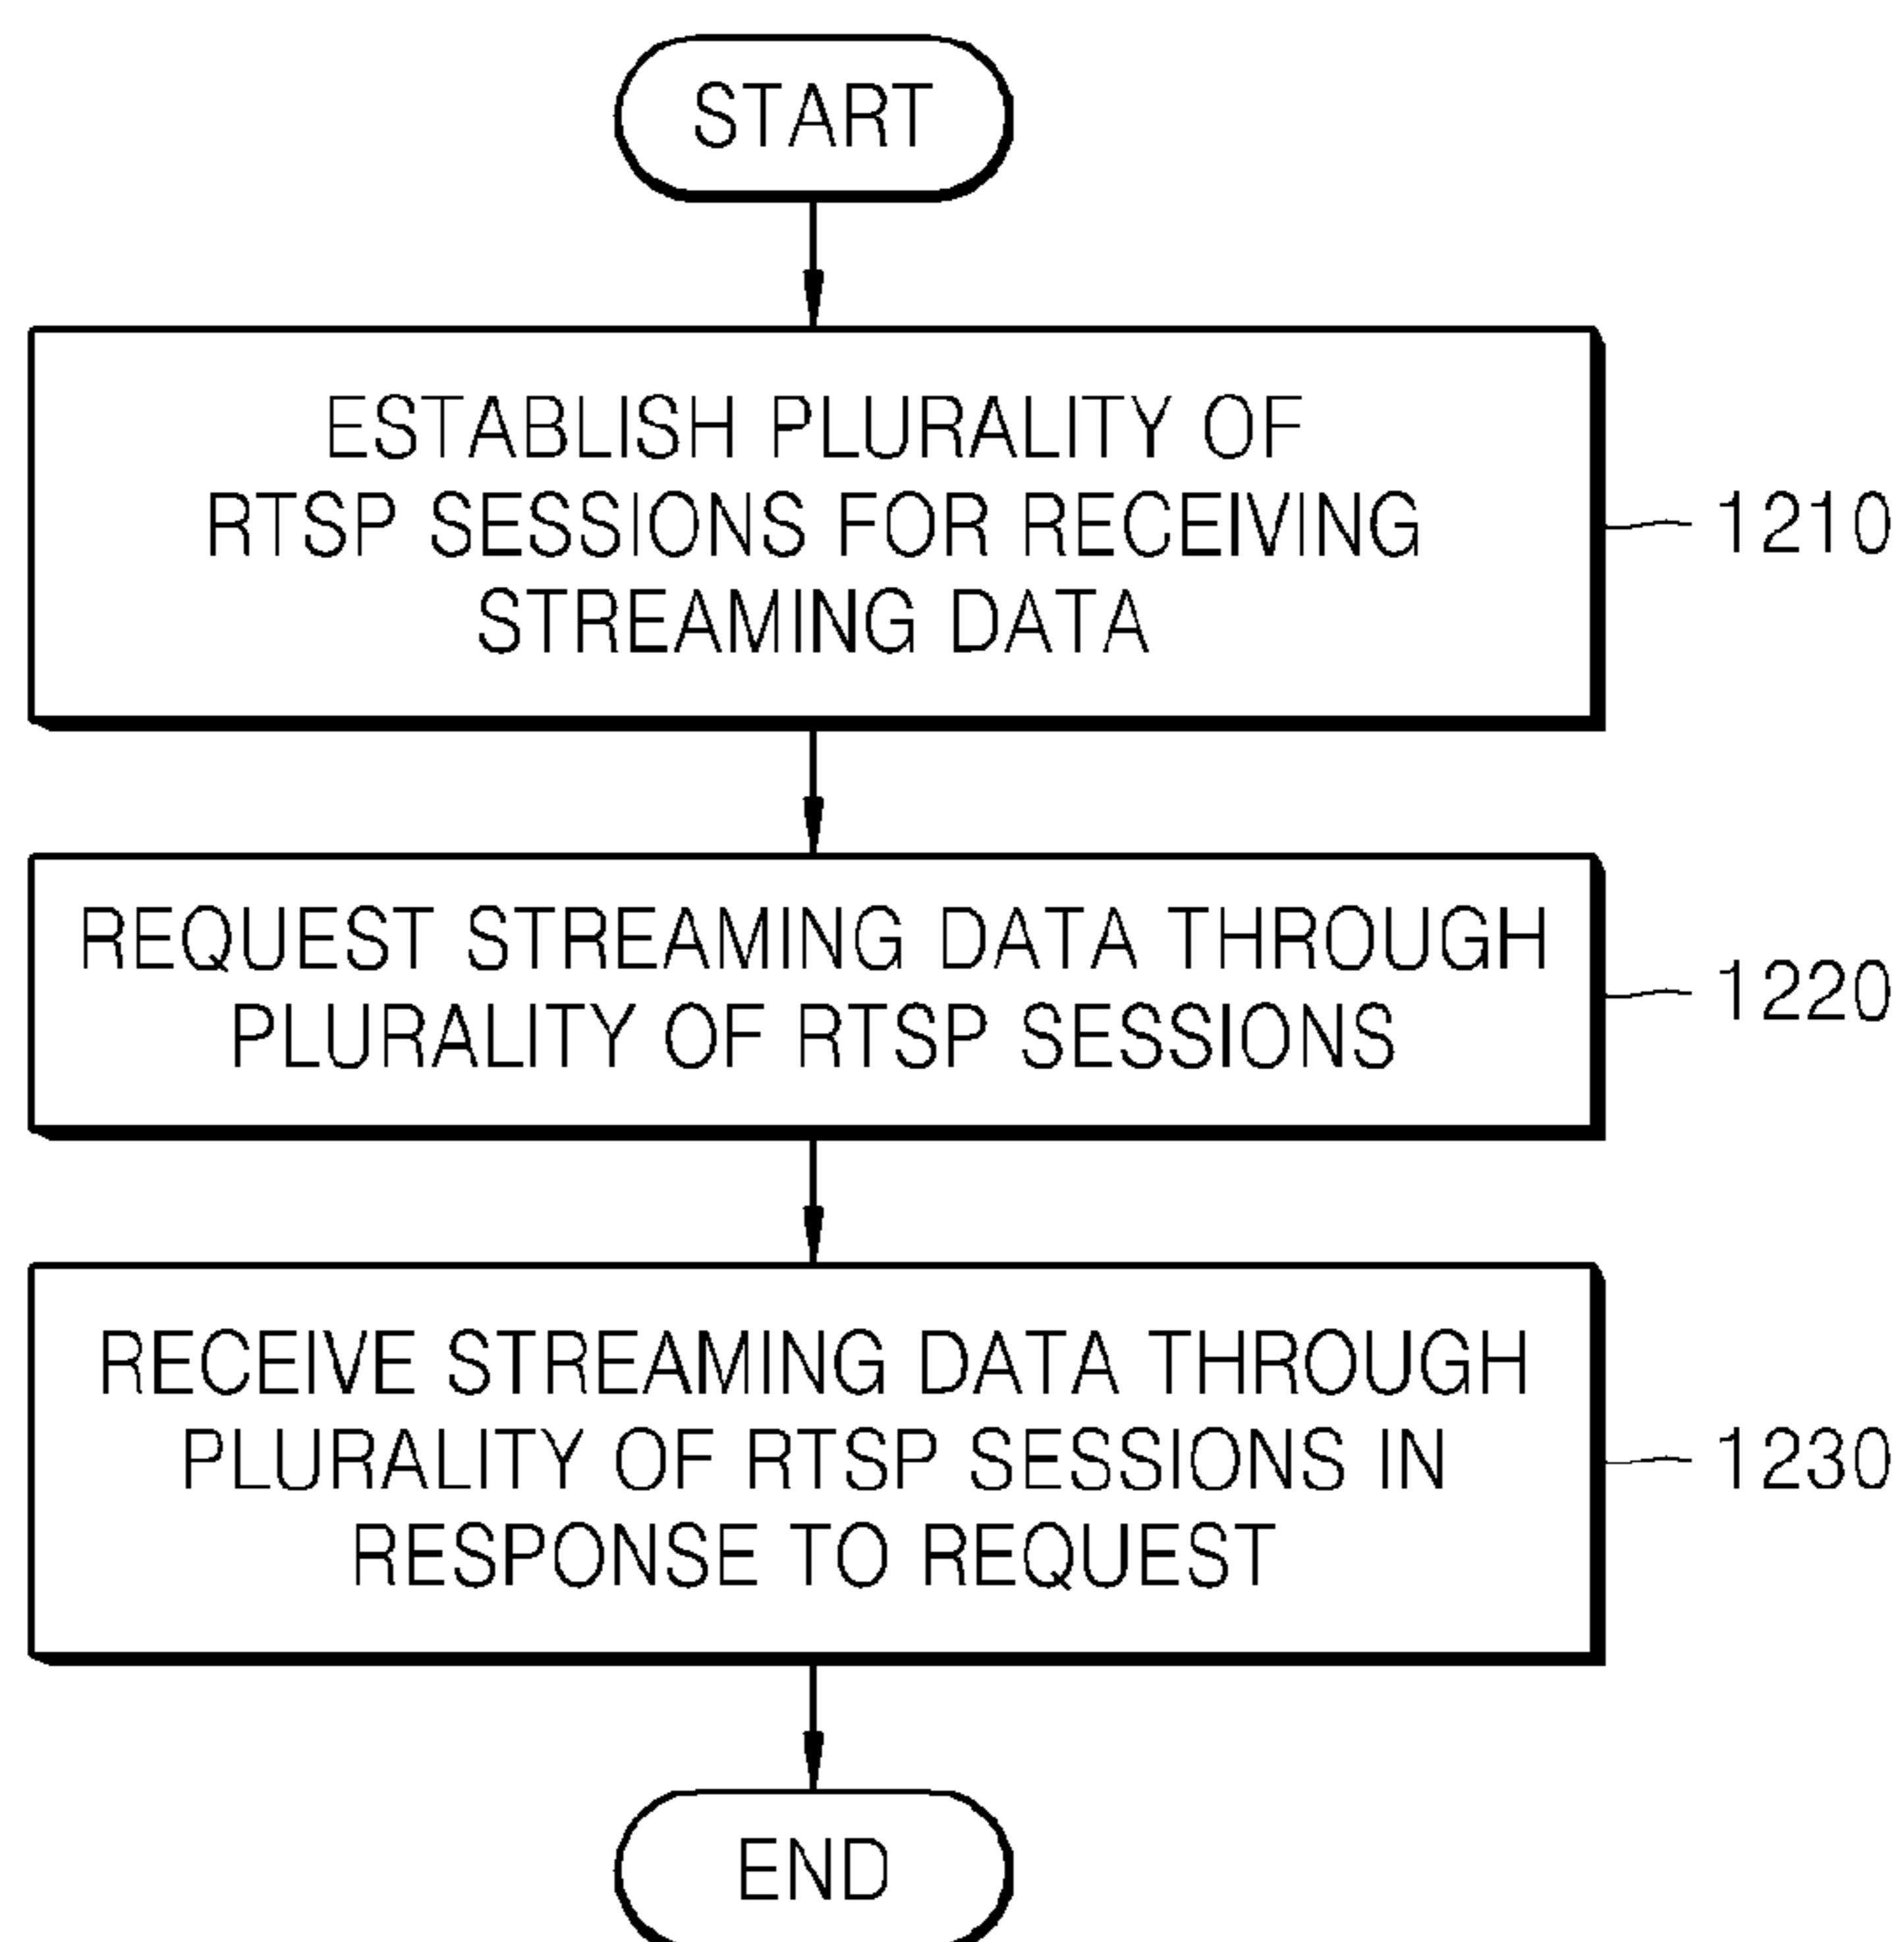 START
ESTABLISH PLURALITY OF
RTSP SESSIONS FOR RECEIVING
STREAMING DATA
1210
REQUEST STREAMING DATA THROUGH
PLURALITY OF RTSP SESSIONS
1220
RECEIVE STREAMING DATA THROUGH
PLURALITY OF RTSP SESSIONS IN
RESPONSE TO REQUEST
1230
END